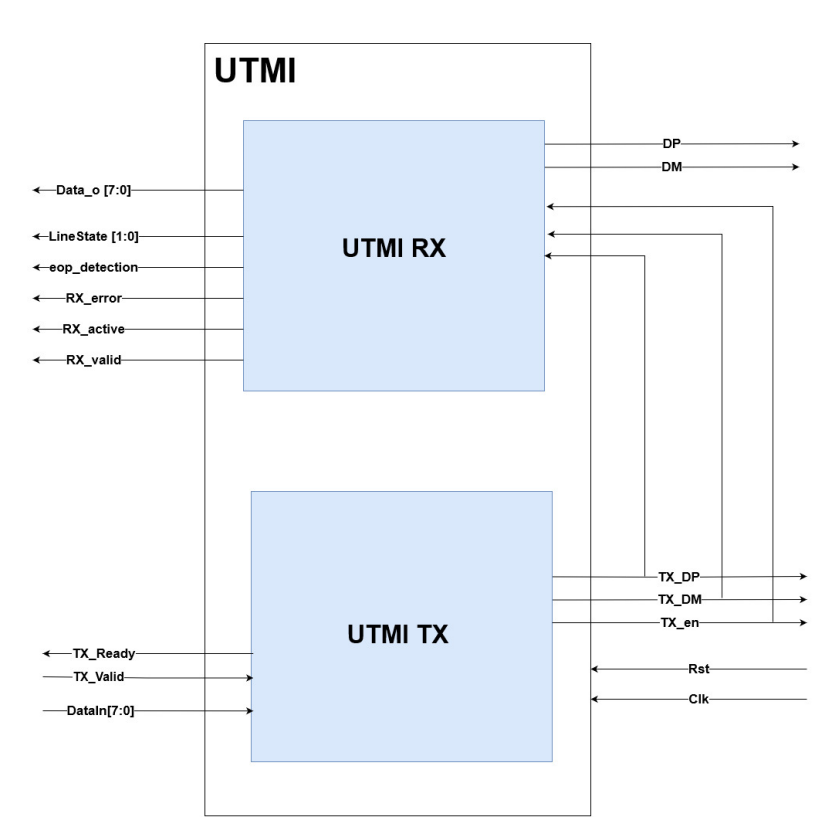 UTMI
DP
DM
Data_o [7:0]
LineState [1:0]
eop_detection
RX_error
RX_active
RX_valid
UTMI RX
TX_DP
TX_DM
TX_en
UTMI TX
TX_Ready
TX_Valid
DataIn[7:0]
Rst
Clk